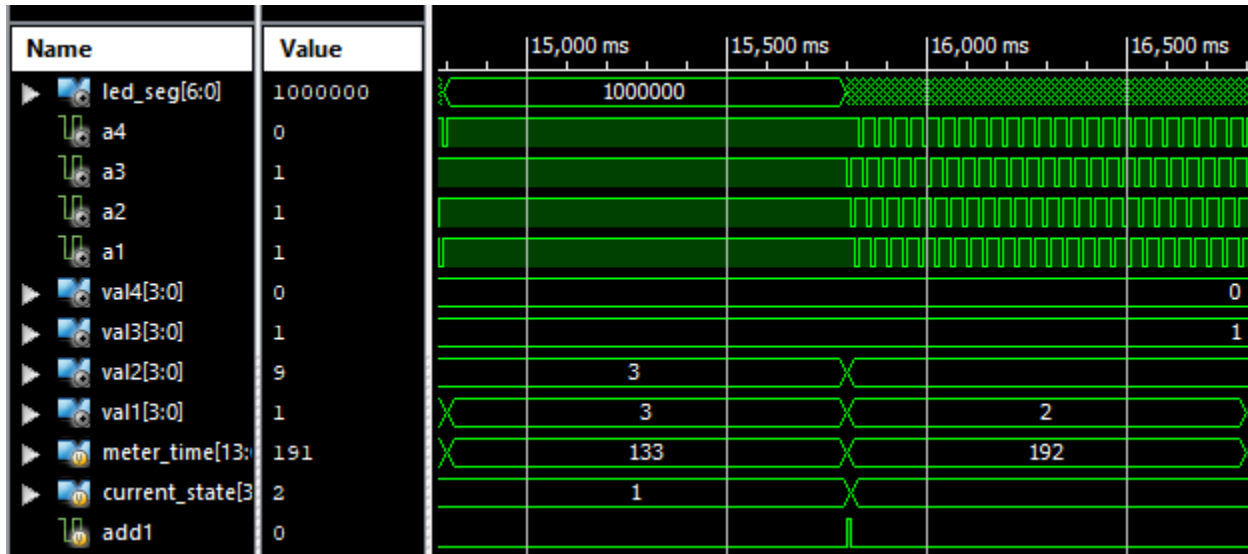 Name Value 15,000 ms 15,500 ms 16,000 ms 16,500 ms
led_seg[6:0] 1000000 1000000
a4 0
a3 1
a2 1
a1 1
val4[3:0] 0 0
val3[3:0] 1 1
val2[3:0] 9 3
val1[3:0] 1 3 2
meter_time[13: 191 133 192
current_state[3 2 1
add1 0